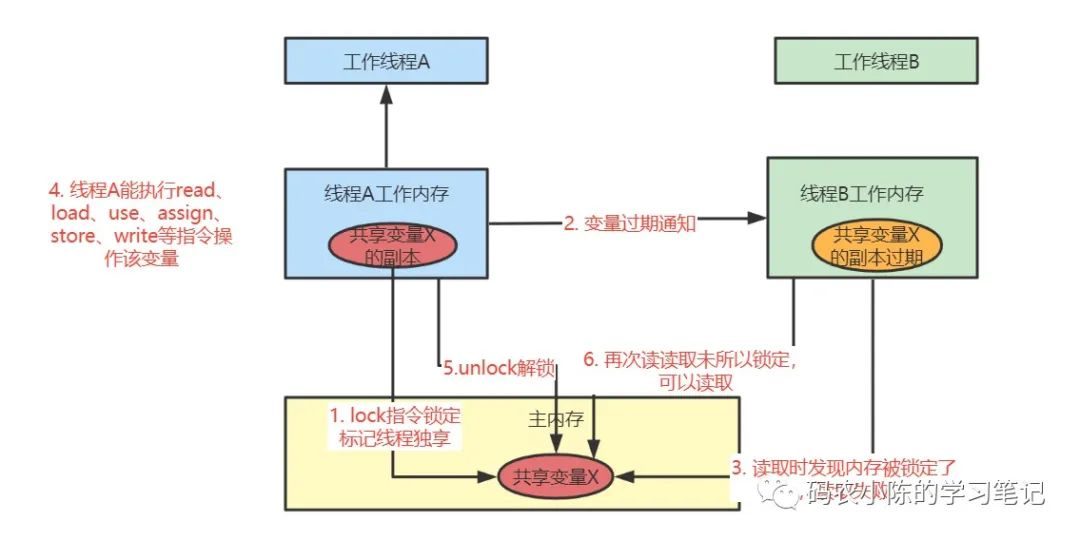 工作线程A
工作线程B
4. 线程A能执行read、
load、use、assign、
store、write等指令操
作该变量
线程A工作内存
共享变量X
的副本
2. 变量过期通知
线程B工作内存
共享变量X
的副本过期
5.unlock解锁
6. 再次读读取未所以锁定，
可以读取
1. lock指令锁定
标记线程独享
主内存
共享变量X
3. 读取时发现内存被锁定了
，失败
码农小陈的学习笔记